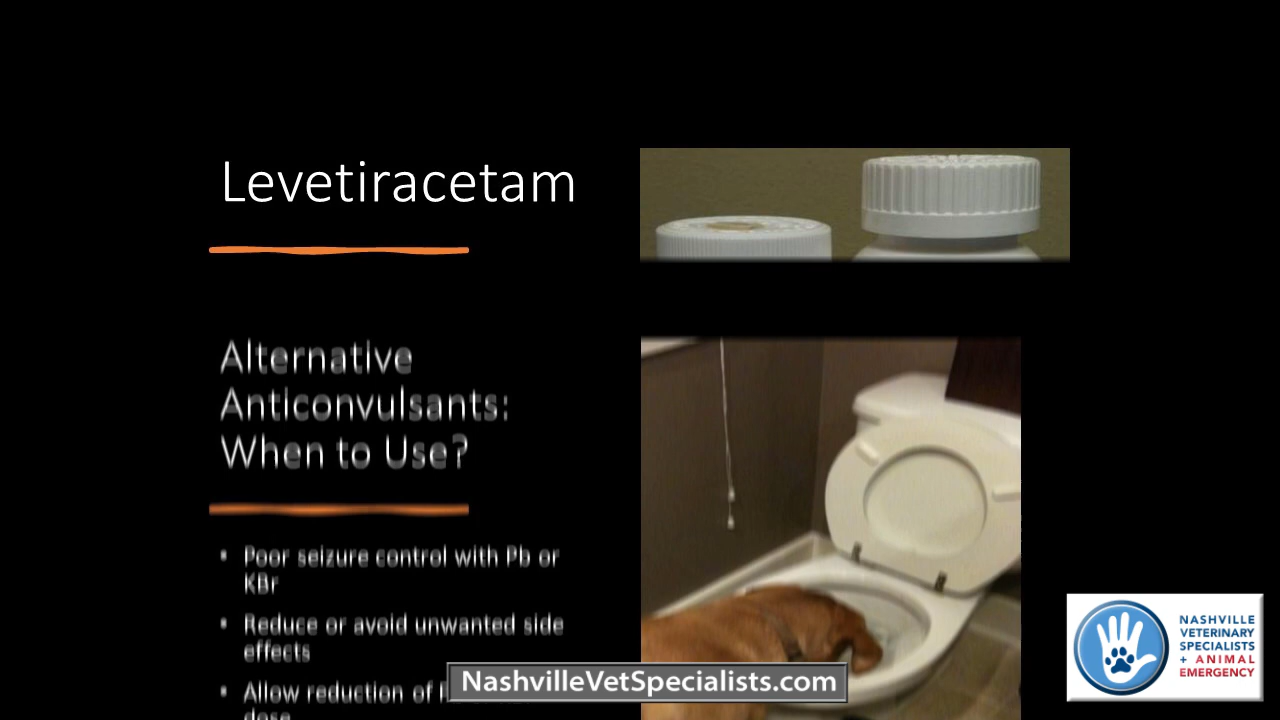 Levetiracetam
Alternative
Anticonvulsants:
When to Use?
• Poor seizure control with Pb or
KBr
• Reduce or avoid unwanted side
effects
• Allow reduction of
dose
NashvilleVetSpecialists.com
NASHVILLE
VETERINARY
SPECIALISTS
+ ANIMAL
EMERGENCY